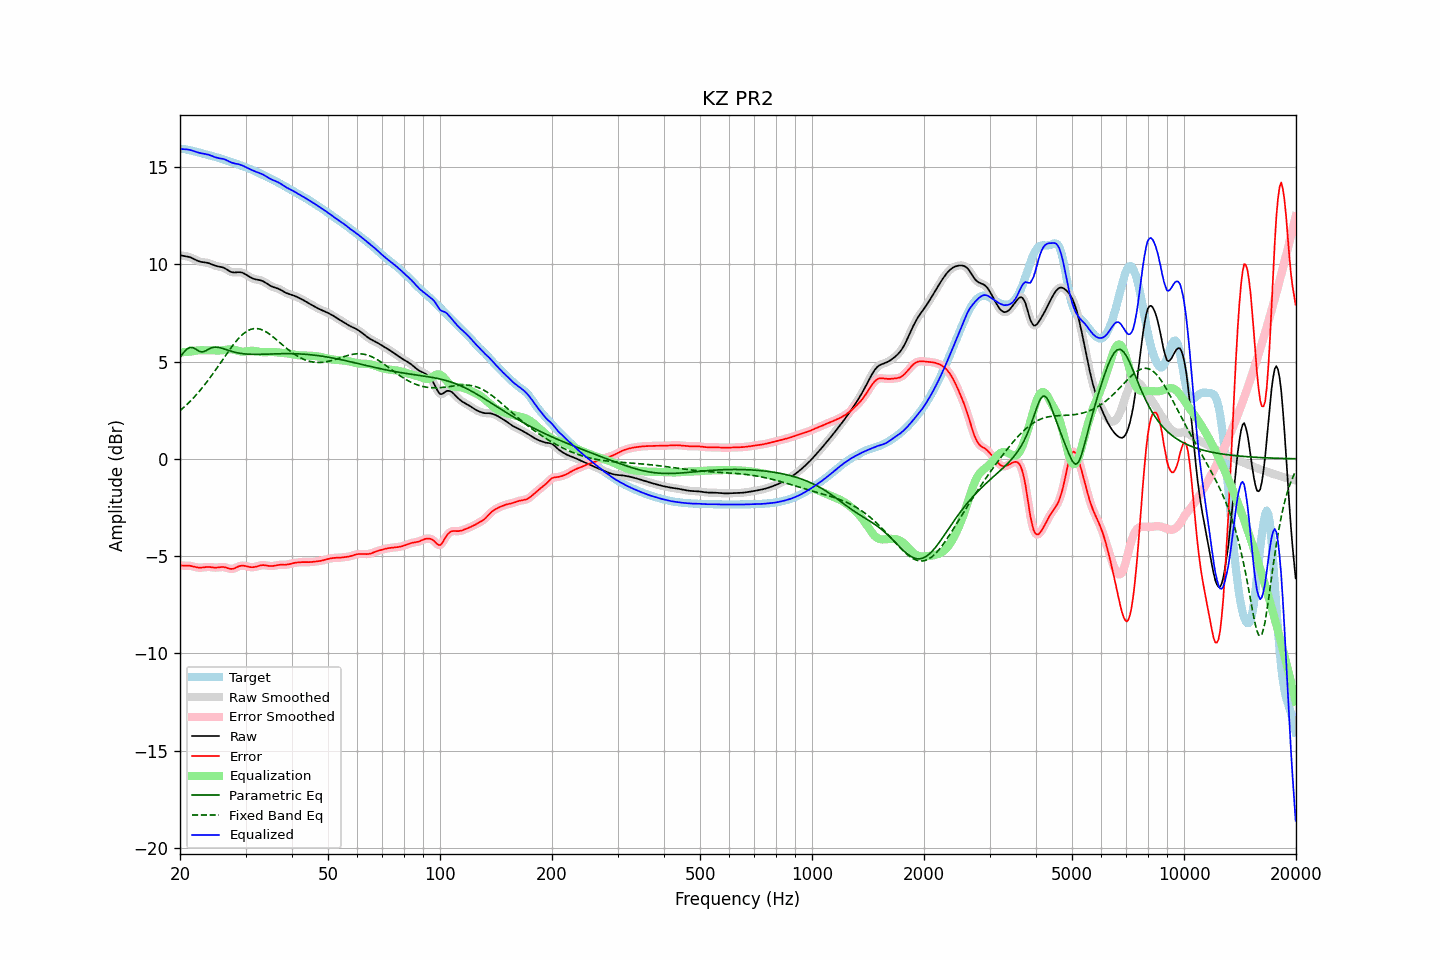 KZ PR2
Amplitude (dBr)
15
10
5
0
−5
−10
−15
−20
Target
Raw Smoothed
Error Smoothed
Raw
Error
Equalization
Parametric Eq
Fixed Band Eq
Equalized
20 50 100 200 500 1000 2000 5000 10000 20000
Frequency (Hz)